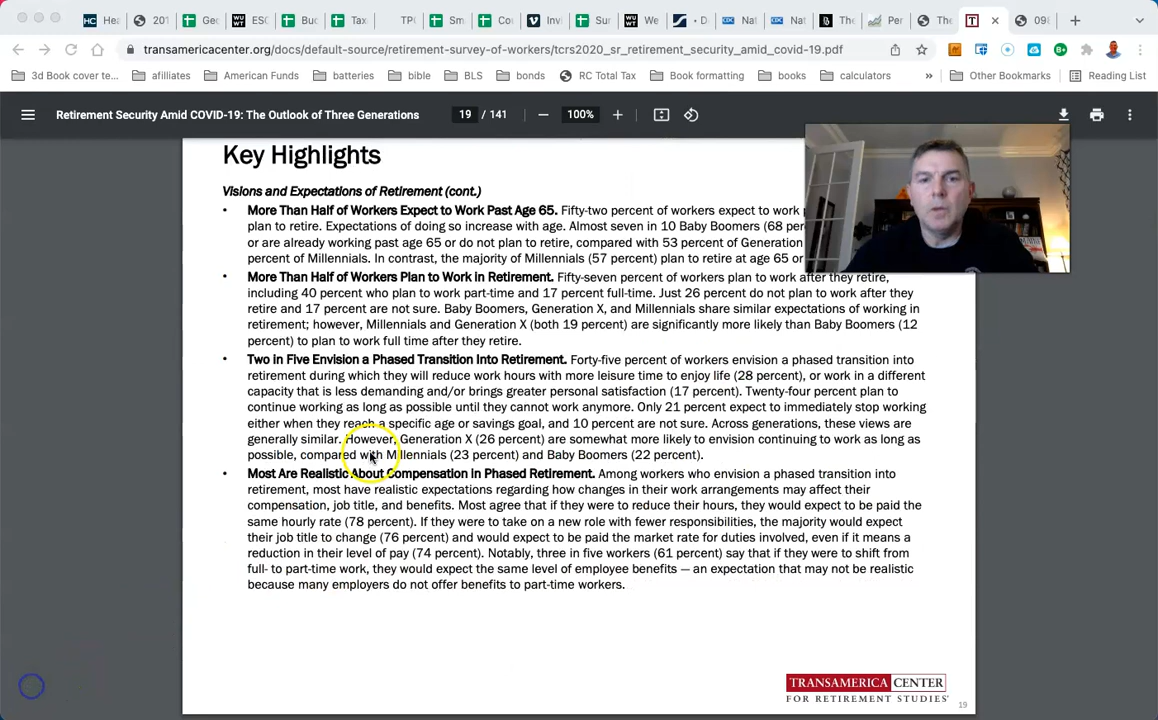 Hea
201
Gec
ESC
Buc
Tax
TPC
Sm
Cou
Inv
Sur
We
D
Nat
Nat
The
Per
The
T
098
transamericacenter.org/docs/default-source/retirement-survey-of-workers/tcrs2020_sr_retirement_security_amid_covid-19.pdf
3d Book cover te...
afiliates
American Funds
batteries
bible
BLS
bonds
RC Total Tax
Book formatting
books
calculators
»
Other Bookmarks
Reading List
Retirement Security Amid COVID-19: The Outlook of Three Generations
19 / 141
100%
Key Highlights
Visions and Expectations of Retirement (cont.)
• More Than Half of Workers Expect to Work Past Age 65. Fifty-two percent of workers expect to work
plan to retire. Expectations of doing so increase with age. Almost seven in 10 Baby Boomers (68
or are already working past age 65 or do not plan to retire, compared with 53 percent of Generation
percent of Millennials. In contrast, the majority of Millennials (57 percent) plan to retire at age 65 or
• More Than Half of Workers Plan to Work in Retirement. Fifty-seven percent of workers plan to work after they retire,
including 40 percent who plan to work part-time and 17 percent full-time. Just 26 percent do not plan to work after they
retire and 17 percent are not sure. Baby Boomers, Generation X, and Millennials share similar expectations of working in
retirement; however, Millennials and Generation X (both 19 percent) are significantly more likely than Baby Boomers (12
percent) to plan to work full time after they retire.
• Two in Five Envision a Phased Transition Into Retirement. Forty-five percent of workers envision a phased transition into
retirement during which they will reduce work hours with more leisure time to enjoy life (28 percent), or work in a different
capacity that is less demanding and/or brings greater personal satisfaction (17 percent). Twenty-four percent plan to
continue working as long as possible until they cannot work anymore. Only 21 percent expect to immediately stop working
either when they reach a specific age or savings goal, and 10 percent are not sure. Across generations, these views are
generally similar. However, Generation X (26 percent) are somewhat more likely to envision continuing to work as long as
possible, compared with Millennials (23 percent) and Baby Boomers (22 percent).
• Most Are Realistic About Compensation in Phased Retirement. Among workers who envision a phased transition into
retirement, most have realistic expectations regarding how changes in their work arrangements may affect their
compensation, job title, and benefits. Most agree that if they were to reduce their hours, they would expect to be paid the
same hourly rate (78 percent). If they were to take on a new role with fewer responsibilities, the majority would expect
their job title to change (76 percent) and would expect to be paid the market rate for duties involved, even if it means a
reduction in their level of pay (74 percent). Notably, three in five workers (61 percent) say that if they were to shift from
full- to part-time work, they would expect the same level of employee benefits — an expectation that may not be realistic
because many employers do not offer benefits to part-time workers.
TRANSAMERICA CENTER
FOR RETIREMENT STUDIES®
19